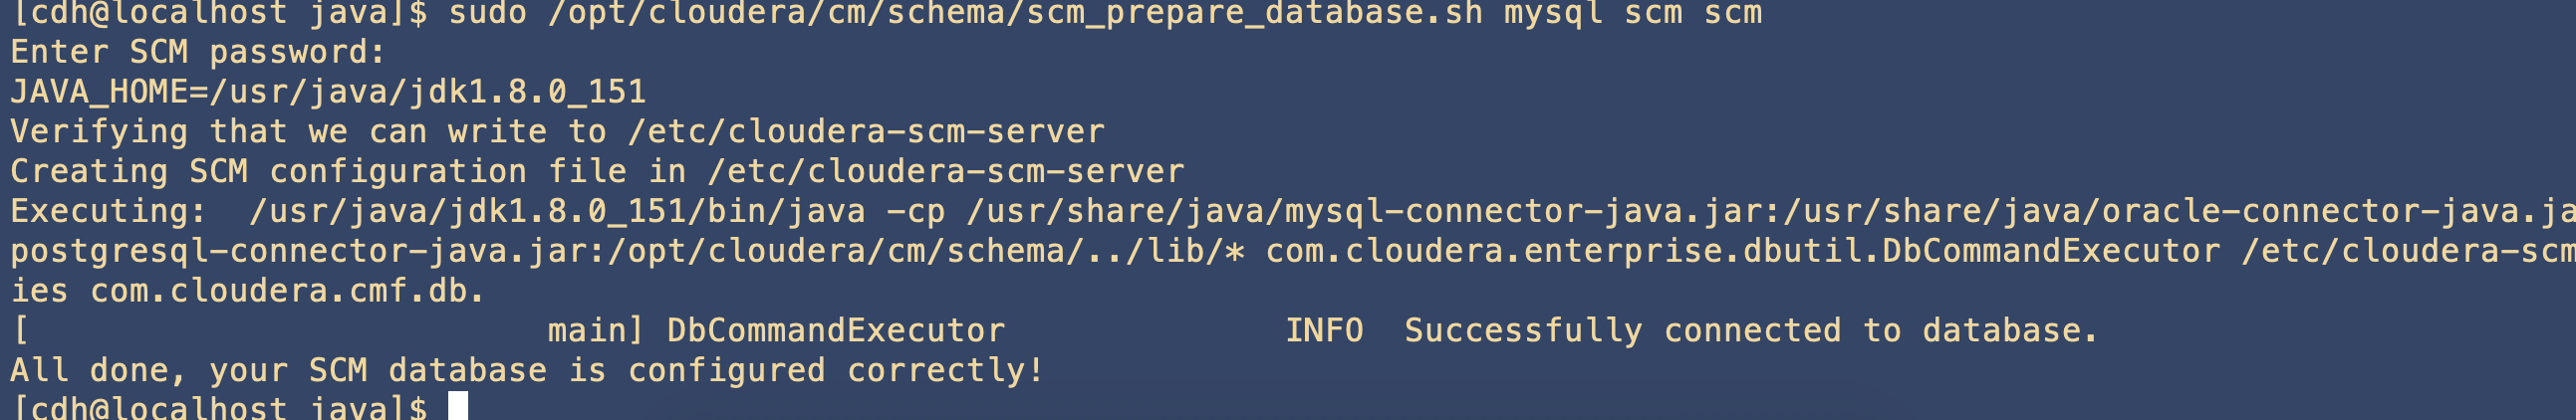 [cdh@localhost java]$ sudo /opt/cloudera/cm/schema/scm_prepare_database.sh mysql scm scm
Enter SCM password:
JAVA_HOME=/usr/java/jdk1.8.0_151
Verifying that we can write to /etc/cloudera-scm-server
Creating SCM configuration file in /etc/cloudera-scm-server
Executing:  /usr/java/jdk1.8.0_151/bin/java -cp /usr/share/java/mysql-connector-java.jar:/usr/share/java/oracle-connector-java.ja
postgresql-connector-java.jar:/opt/cloudera/cm/schema/../lib/* com.cloudera.enterprise.dbutil.DbCommandExecutor /etc/cloudera-scm
ies com.cloudera.cmf.db.
[                          main] DbCommandExecutor              INFO  Successfully connected to database.
All done, your SCM database is configured correctly!
[cdh@localhost java]$